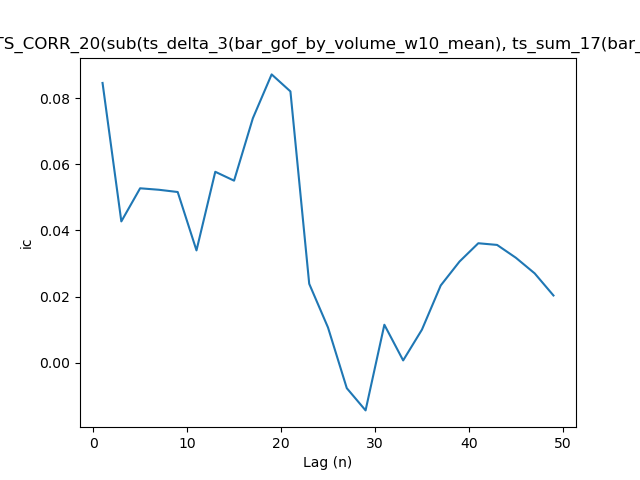 TS_CORR_20(sub(ts_delta_3(bar_gof_by_volume_w10_mean), ts_sum_17(bar_
0.08
0.06
0.04
0.02
0.00
ic
0 10 20 30 40 50
Lag (n)